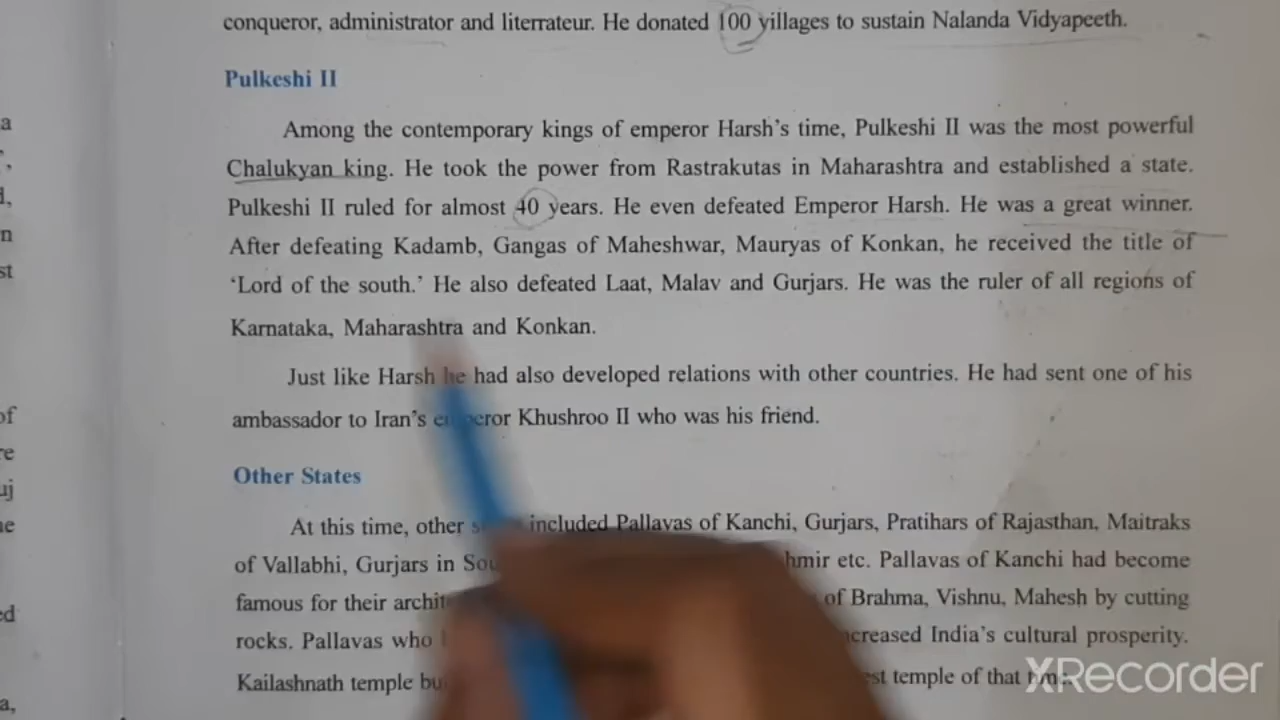 conqueror, administrator and literrateur. He donated 100 villages to sustain Nalanda Vidyapeeth.
Pulkeshi II
Among the contemporary kings of emperor Harsh's time, Pulkeshi II was the most powerful
Chalukyan king. He took the power from Rastrakutas in Maharashtra and established a state.
Pulkeshi II ruled for almost 40 years. He even defeated Emperor Harsh. He was a great winner.
After defeating Kadamb, Gangas of Maheshwar, Mauryas of Konkan, he received the title of
'Lord of the south.' He also defeated Laat, Malav and Gurjars. He was the ruler of all regions of
Karnataka, Maharashtra and Konkan.
Just like Harsh he had also developed relations with other countries. He had sent one of his
ambassador to Iran's emperor Khushroo II who was his friend.
Other States
At this time, other included Pallavas of Kanchi, Gurjars, Pratihars of Rajasthan, Maitraks
of Vallabhi, Gurjars in etc. Pallavas of Kanchi had become
famous for their of Brahma, Vishnu, Mahesh by cutting
rocks. Pallavas who India's cultural prosperity.
Kailashnath temple temple of that
XRecorder